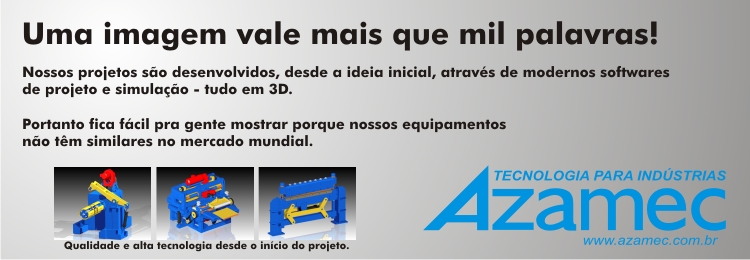 Uma imagem vale mais que mil palavras!
Nossos projetos são desenvolvidos, desde a ideia inicial, através de modernos softwares
de projeto e simulação - tudo em 3D.
Portanto fica fácil pra gente mostrar porque nossos equipamentos
não têm similares no mercado mundial.
Qualidade e alta tecnologia desde o início do projeto.
TECNOLOGIA PARA INDÚSTRIAS
Azamec
www.azamec.com.br